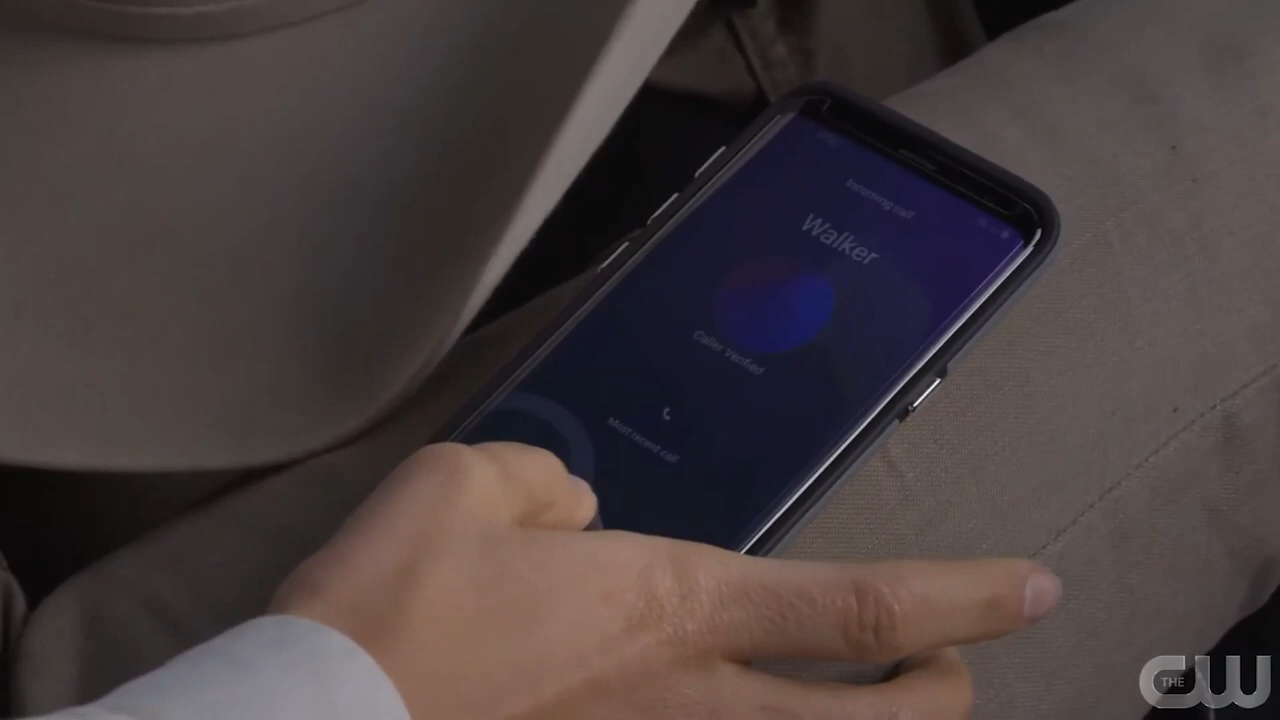 Incoming call
Walker
Caller Verified
Most recent call
THE CW